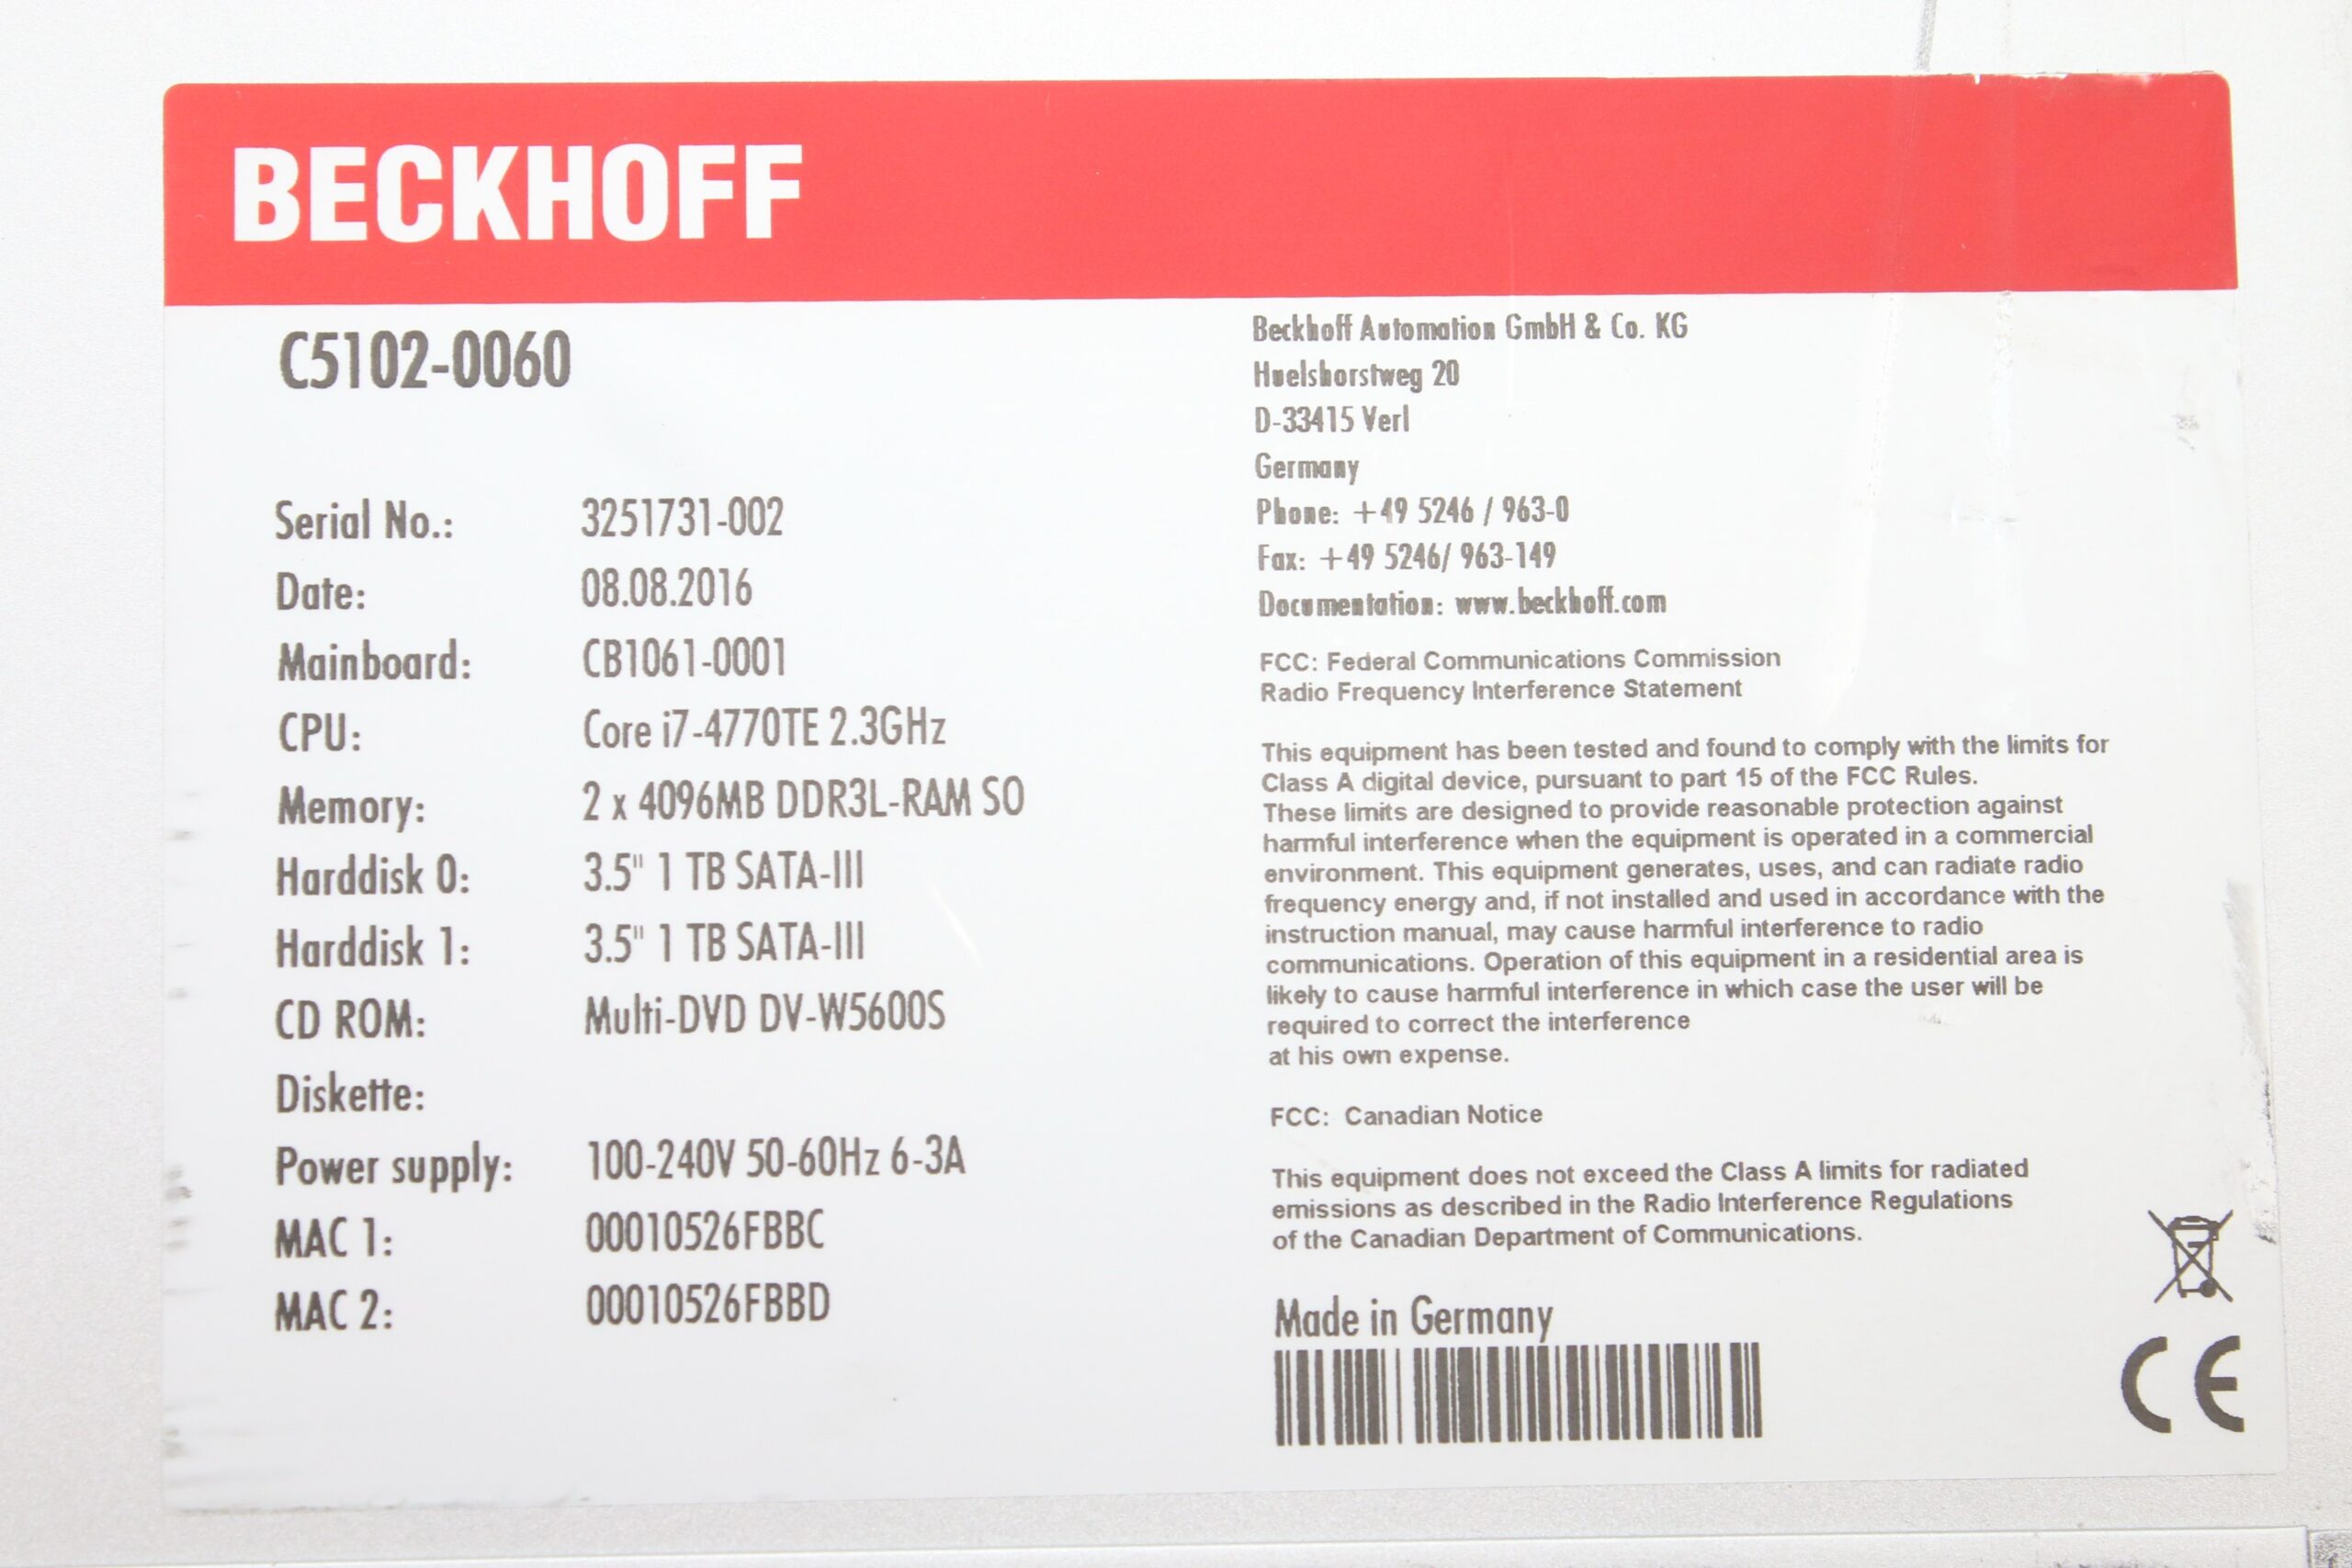 BECKHOFF
C5102-0060
Serial No.: 3251731-002
Date: 08.08.2016
Mainboard: CB1061-0001
CPU: Core i7-4770TE 2.3GHz
Memory: 2 x 4096MB DDR3L-RAM SO
Harddisk 0: 3.5" 1 TB SATA-III
Harddisk 1: 3.5" 1 TB SATA-III
CD ROM: Multi-DVD DV-W5600S
Diskette:
Power supply: 100-240V 50-60Hz 6-3A
MAC 1: 00010526FBBC
MAC 2: 00010526FBBD
Beckhoff Automation GmbH & Co. KG
Huelshorstweg 20
D-33415 Verl
Germany
Phone: +49 5246 / 963-0
Fax: +49 5246/ 963-149
Documentation: www.beckhoff.com
FCC: Federal Communications Commission
Radio Frequency Interference Statement
This equipment has been tested and found to comply with the limits for
Class A digital device, pursuant to part 15 of the FCC Rules.
These limits are designed to provide reasonable protection against
harmful interference when the equipment is operated in a commercial
environment. This equipment generates, uses, and can radiate radio
frequency energy and, if not installed and used in accordance with the
instruction manual, may cause harmful interference to radio
communications. Operation of this equipment in a residential area is
likely to cause harmful interference in which case the user will be
required to correct the interference
at his own expense.
FCC: Canadian Notice
This equipment does not exceed the Class A limits for radiated
emissions as described in the Radio Interference Regulations
of the Canadian Department of Communications.
Made in Germany
CE